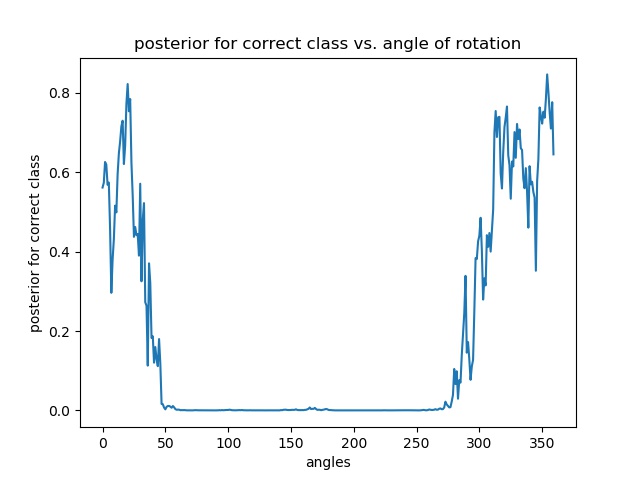 posterior for correct class vs. angle of rotation
posterior for correct class
0.8
0.6
0.4
0.2
0.0
0 50 100 150 200 250 300 350
angles